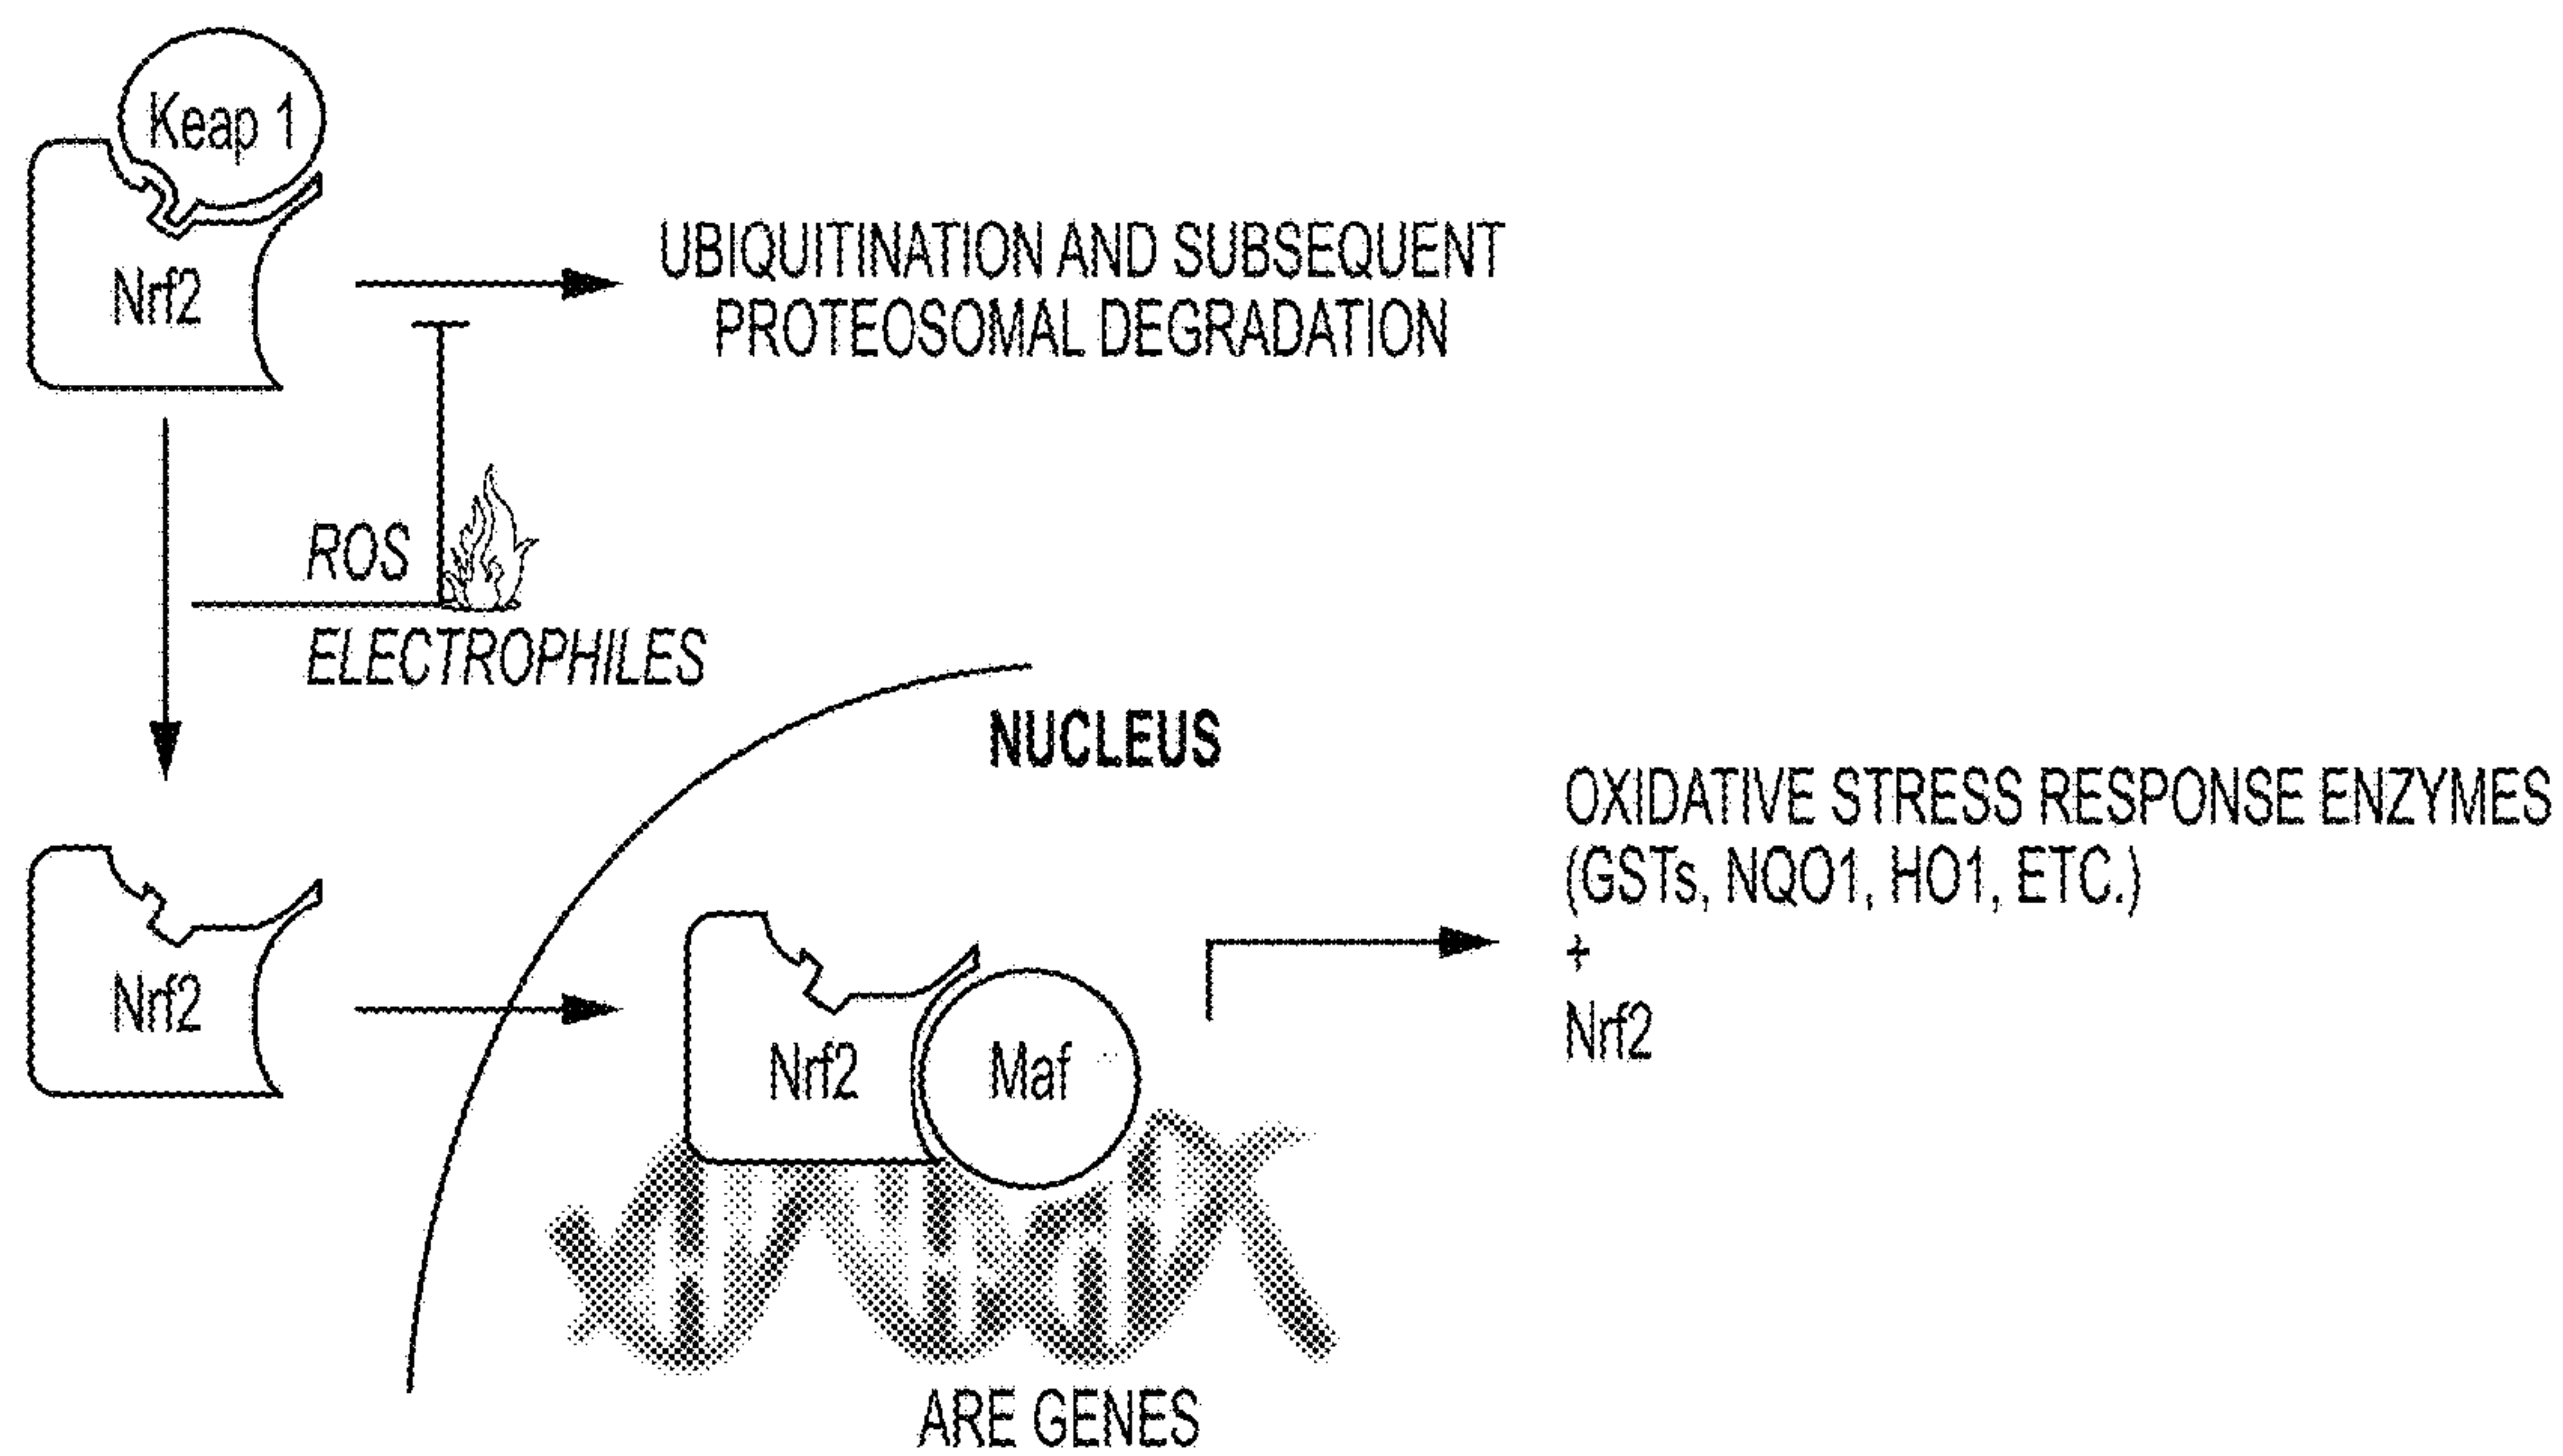 Keap 1
Nrf2
UBIQUITINATION AND SUBSEQUENT
PROTEOSOMAL DEGRADATION
ROS
ELECTROPHILES
NUCLEUS
OXIDATIVE STRESS RESPONSE ENZYMES
(GSTs, NQO1, HO1, ETC.)
+
Nrf2
Nrf2
Nrf2
Maf
ARE GENES